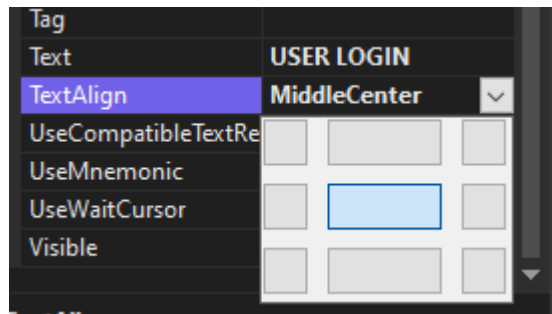 Tag
Text USER LOGIN
TextAlign MiddleCenter
UseCompatibleTextRe
UseMnemonic
UseWaitCursor
Visible